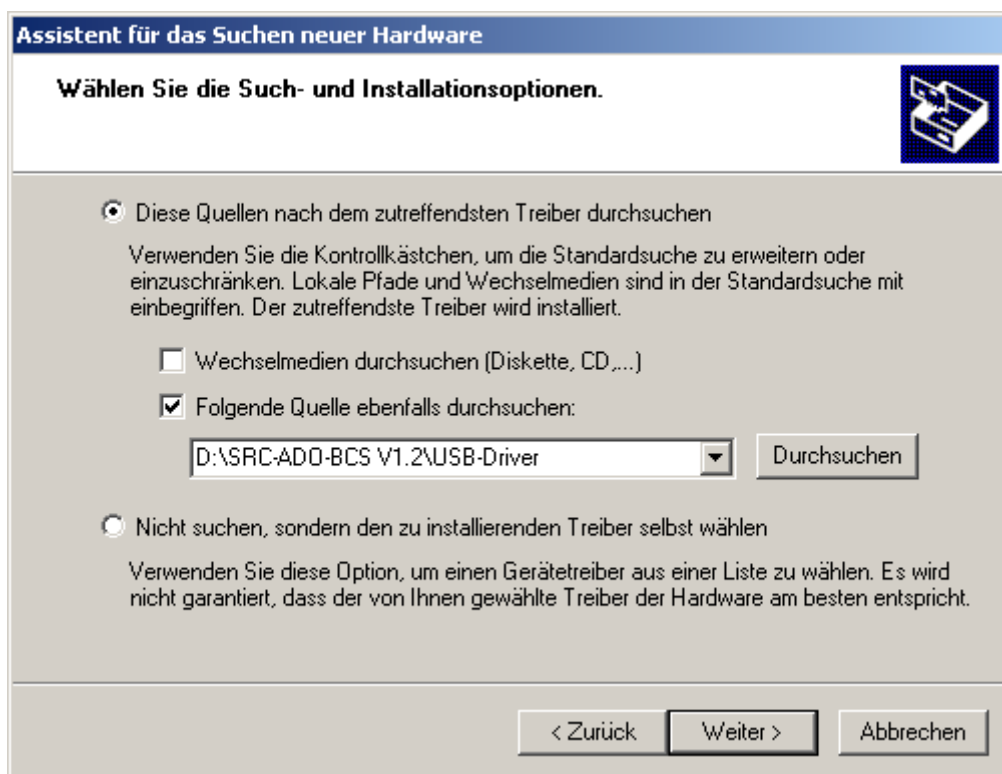 Assistent für das Suchen neuer Hardware
Wählen Sie die Such- und Installationsoptionen.
Diese Quellen nach dem zutreffendsten Treiber durchsuchen
Verwenden Sie die Kontrollkästchen, um die Standardsuche zu erweitern oder
einzuschränken. Lokale Pfade und Wechselmedien sind in der Standardsuche mit
einbegriffen. Der zutreffendste Treiber wird installiert.
Wechselmedien durchsuchen (Diskette, CD,...)
Folgende Quelle ebenfalls durchsuchen:
D:\SRC-ADO-BCS V1.2\USB-Driver
Durchsuchen
Nicht suchen, sondern den zu installierenden Treiber selbst wählen
Verwenden Sie diese Option, um einen Gerätetreiber aus einer Liste zu wählen. Es wird
nicht garantiert, dass der von Ihnen gewählte Treiber der Hardware am besten entspricht.
< Zurück Weiter > Abbrechen